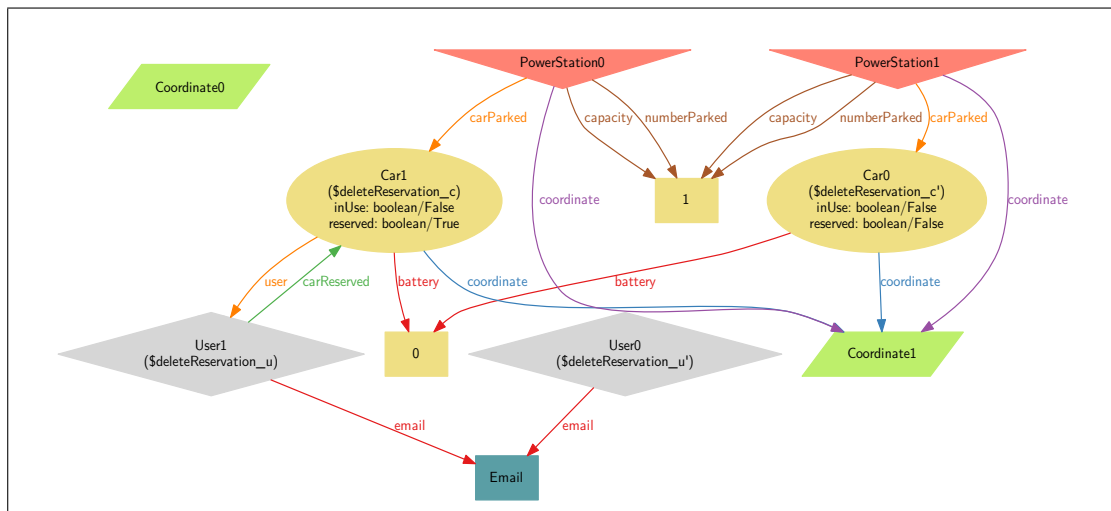 PowerStation0
PowerStation1
Coordinate0
carParked
capacity
numberParked
capacity
numberParked
carParked
Car1
($deleteReservation_c)
inUse: boolean/False
reserved: boolean/True
coordinate
1
Car0
($deleteReservation_c')
inUse: boolean/False
reserved: boolean/False
coordinate
user
carReserved
battery
coordinate
battery
coordinate
User1
($deleteReservation_u)
0
User0
($deleteReservation_u')
Coordinate1
email
email
Email